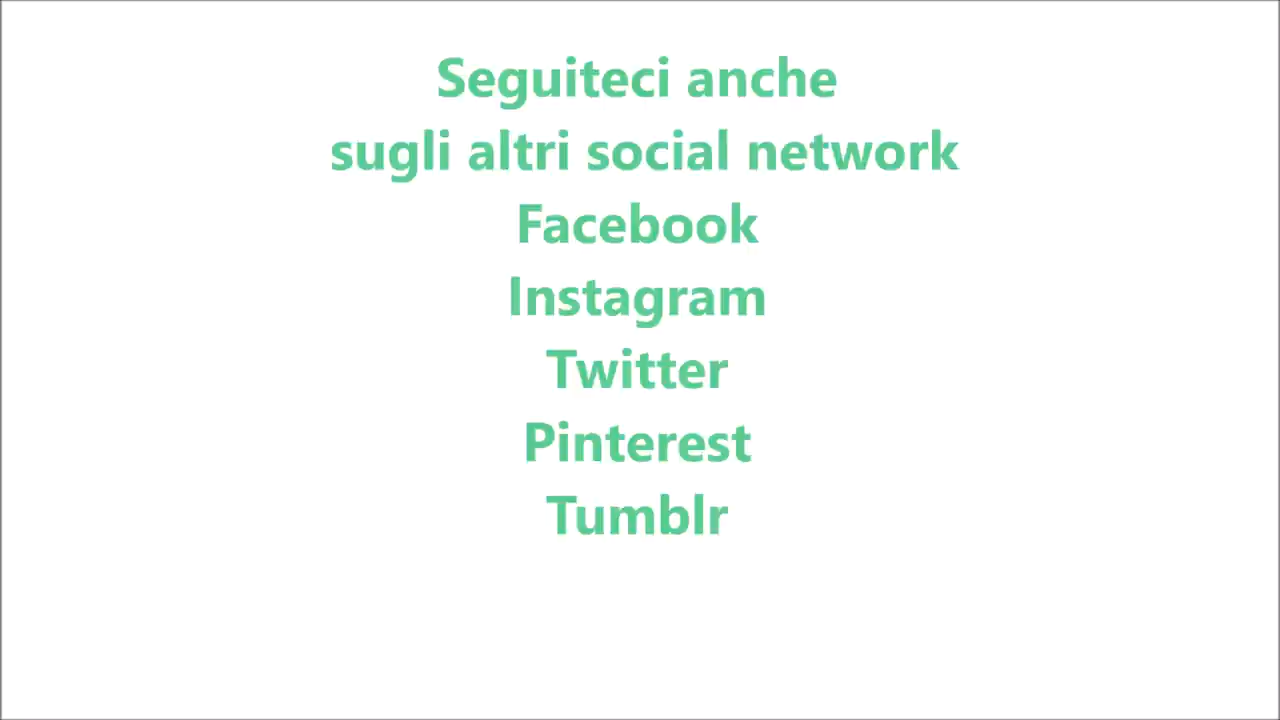 Seguiteci anche
sugli altri social network
Facebook
Instagram
Twitter
Pinterest
Tumblr